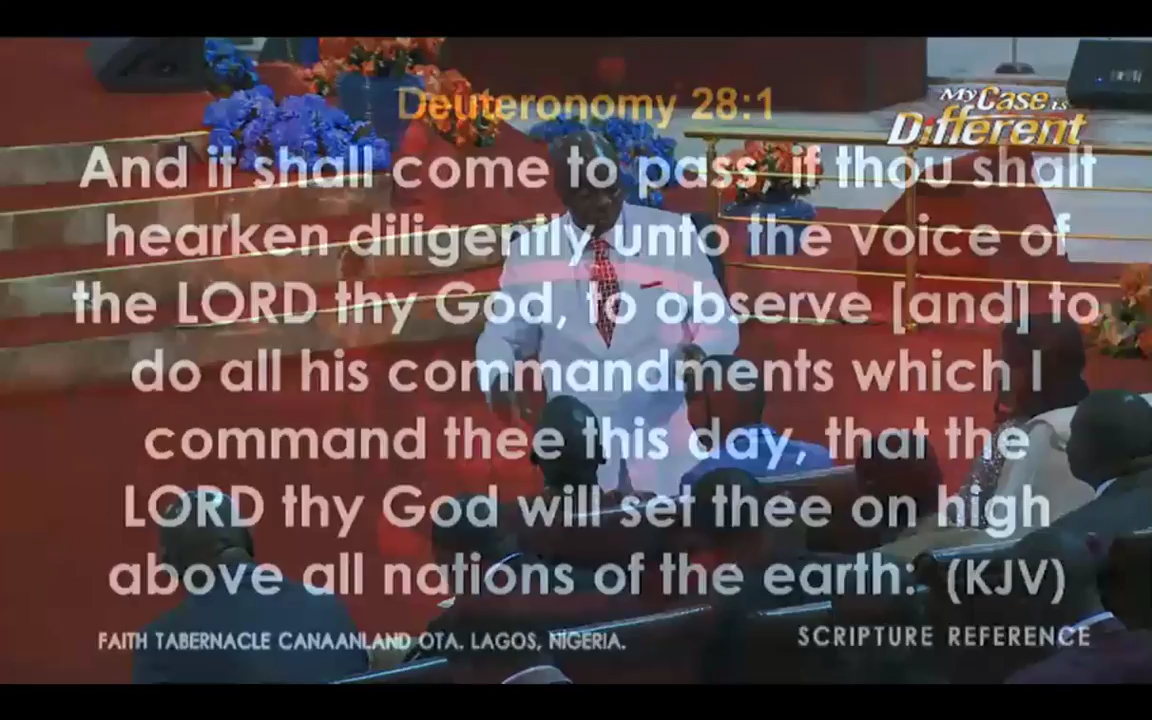 Deuteronomy 28:1
My Case is
Different
And it shall come to pass, if thou shalt
hearken diligently unto the voice of
the LORD thy God, to observe [and] to
do all his commandments which I
command thee this day, that the
LORD thy God will set thee on high
above all nations of the earth: (KJV)
FAITH TABERNACLE CANAANLAND OTA. LAGOS, NIGERIA.
SCRIPTURE REFERENCE